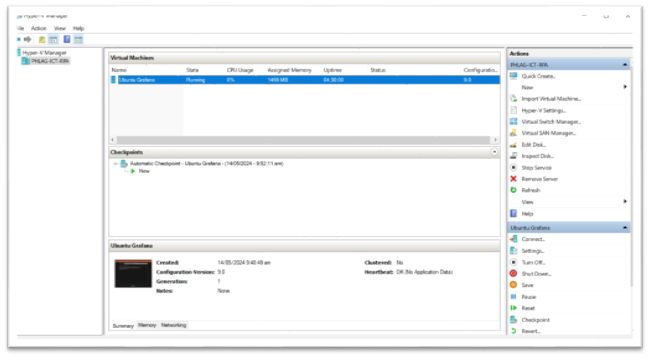 Hyper-V Manager
File Action View Help
Hyper-V Manager
PHLAG-ICT-RPA
Virtual Machines
Name State CPU Usage Assigned Memory Uptime Status Configuratio...
Ubuntu Grafana Running 0% 1498 MB 9.0
Checkpoints
Automatic Checkpoint - Ubuntu Grafana - (14/05/2024 - 9:52:11 am)
Now
Ubuntu Grafana
Created: 14/05/2024 9:40:49 am Clustered: No
Configuration Version: 9.0 Heartbeat: OK (No Application Data)
Generation: 1
Notes: None
Summary Memory Networking
Actions
PHLAG-ICT-RPA
Quick Create...
New
Import Virtual Machine...
Hyper-V Settings...
Virtual Switch Manager...
Virtual SAN Manager...
Edit Disk...
Inspect Disk...
Stop Service
Remove Server
Refresh
View
Help
Ubuntu Grafana
Connect...
Settings...
Turn Off...
Shut Down...
Save
Pause
Reset
Checkpoint
Revert...